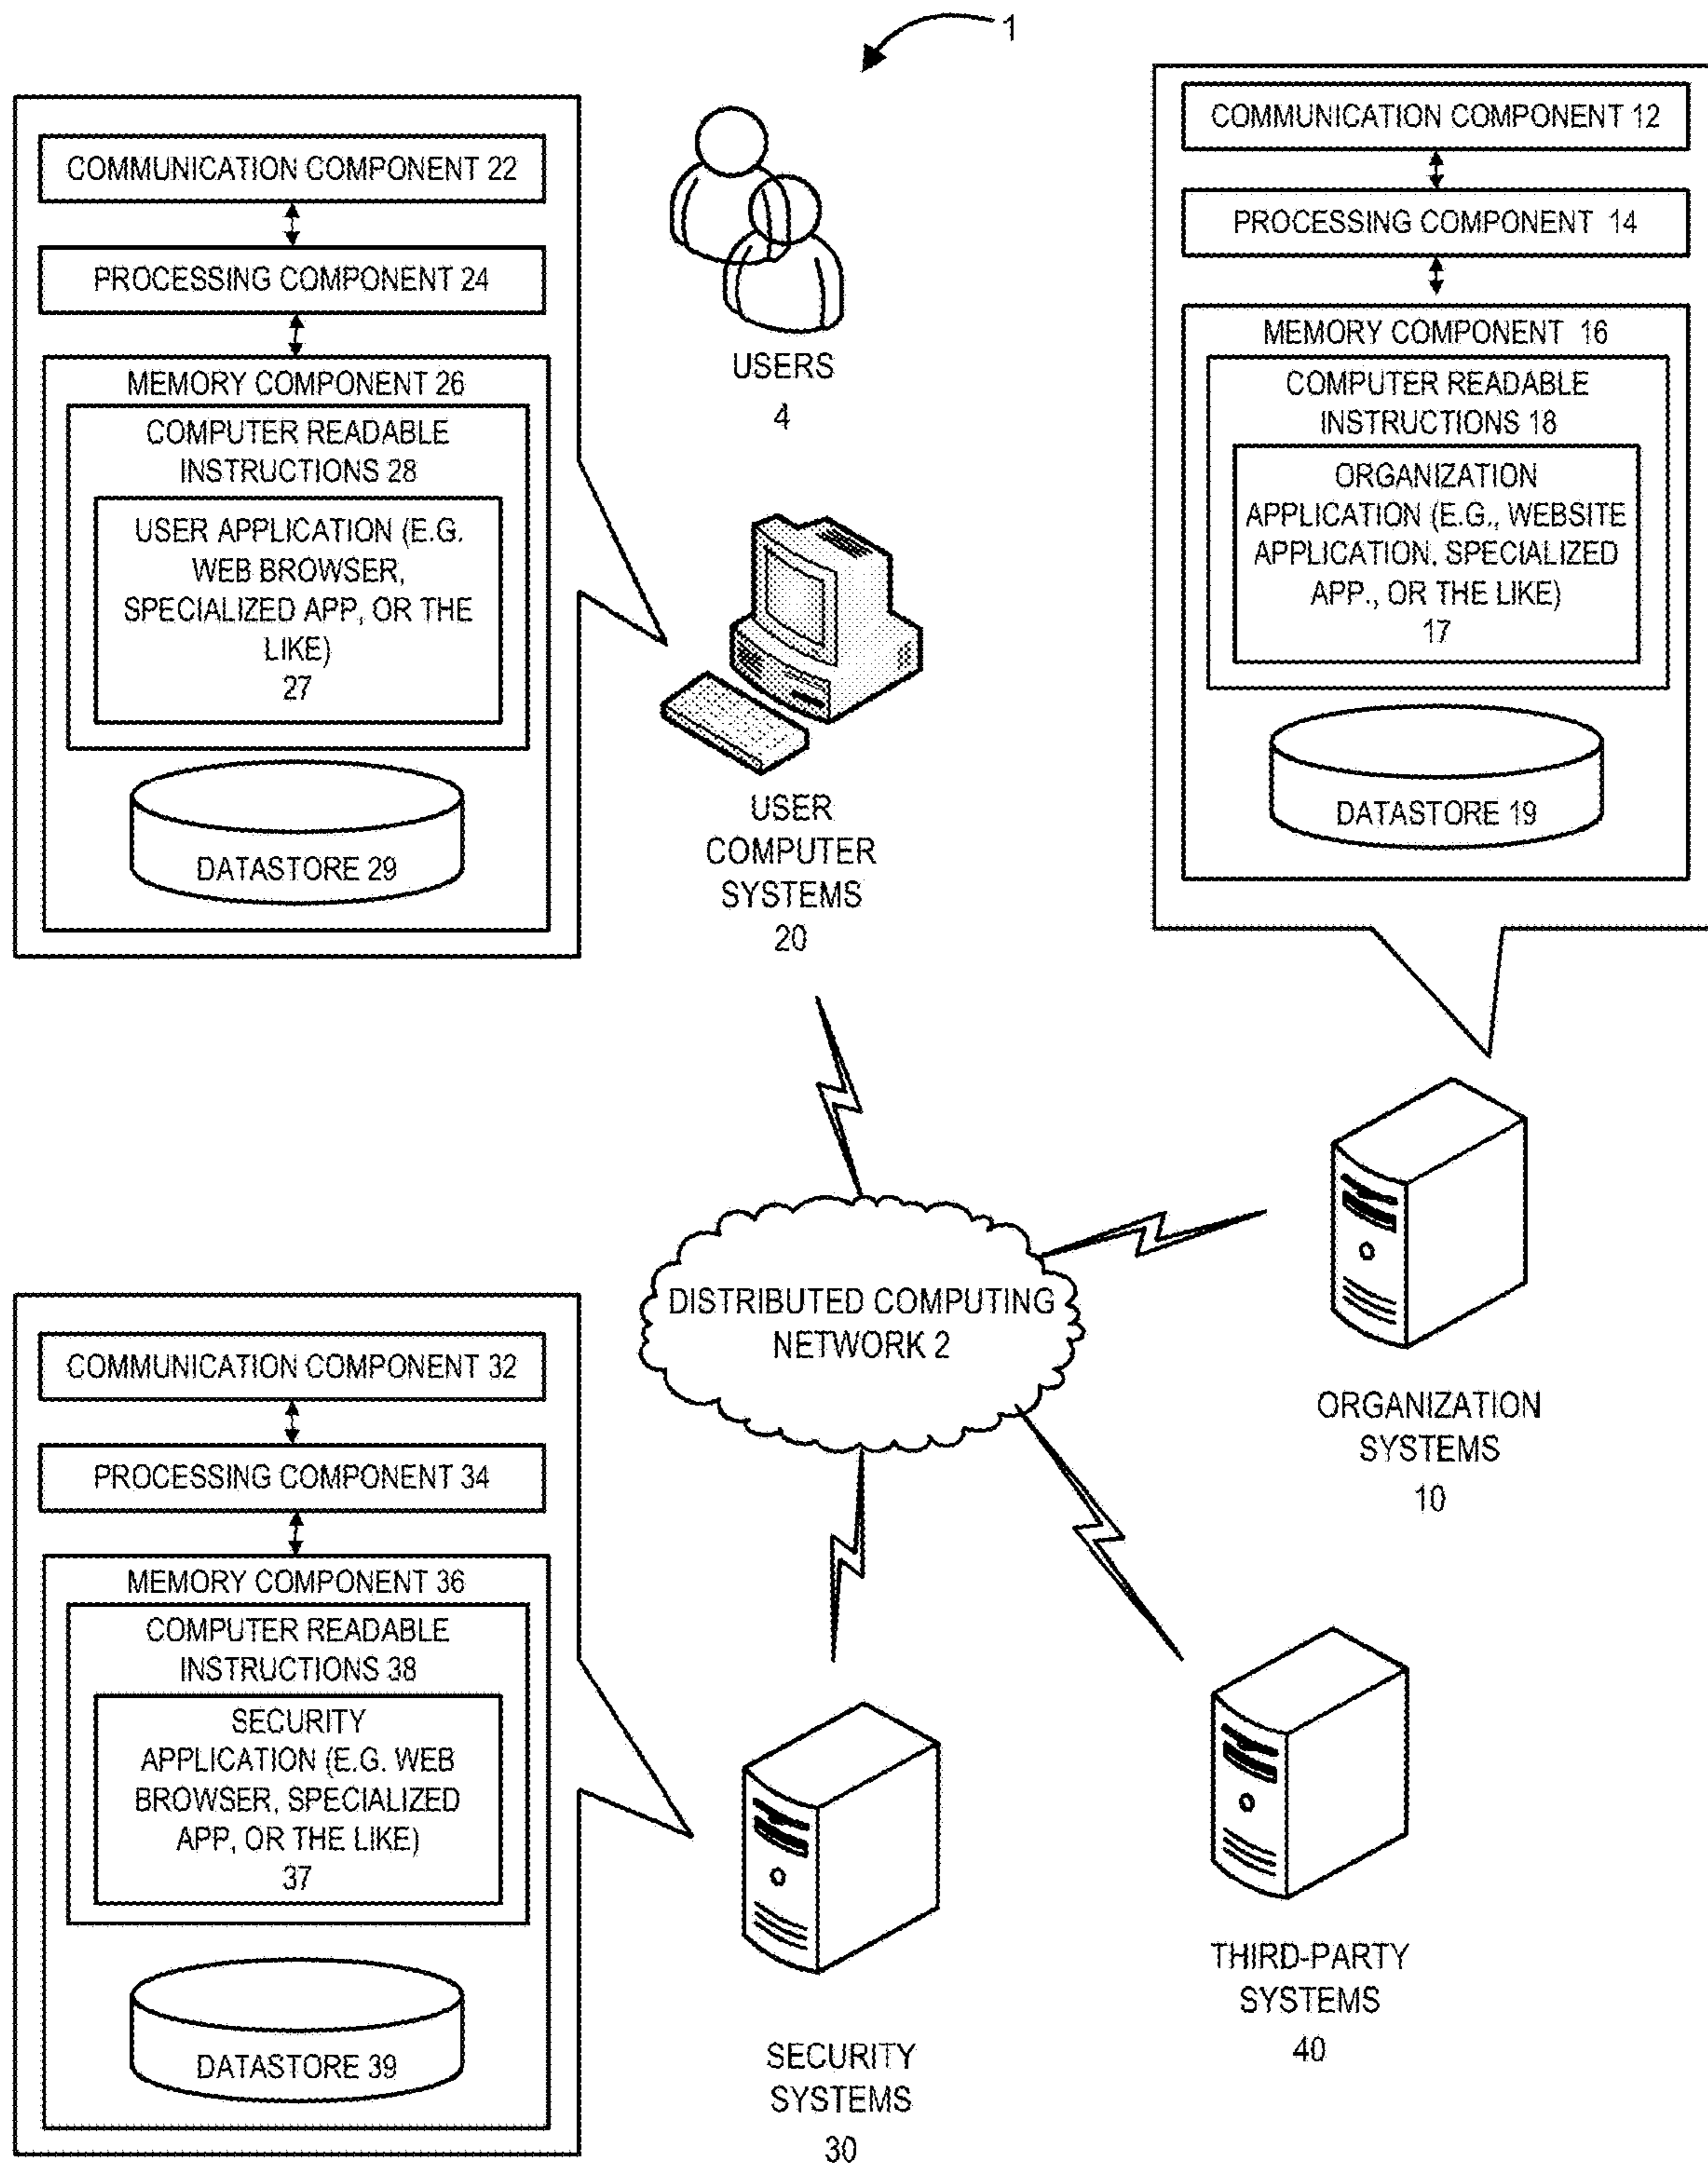 1
COMMUNICATION COMPONENT 22
PROCESSING COMPONENT 24
MEMORY COMPONENT 26
COMPUTER READABLE
INSTRUCTIONS 28
USER APPLICATION (E.G.
WEB BROWSER,
SPECIALIZED APP, OR THE
LIKE)
27
DATASTORE 29
USERS
4
USER
COMPUTER
SYSTEMS
20
COMMUNICATION COMPONENT 12
PROCESSING COMPONENT 14
MEMORY COMPONENT 16
COMPUTER READABLE
INSTRUCTIONS 18
ORGANIZATION
APPLICATION (E.G., WEBSITE
APPLICATION, SPECIALIZED
APP., OR THE LIKE)
17
DATASTORE 19
DISTRIBUTED COMPUTING
NETWORK 2
ORGANIZATION
SYSTEMS
10
COMMUNICATION COMPONENT 32
PROCESSING COMPONENT 34
MEMORY COMPONENT 36
COMPUTER READABLE
INSTRUCTIONS 38
SECURITY
APPLICATION (E.G. WEB
BROWSER, SPECIALIZED
APP, OR THE LIKE)
37
DATASTORE 39
SECURITY
SYSTEMS
30
THIRD-PARTY
SYSTEMS
40